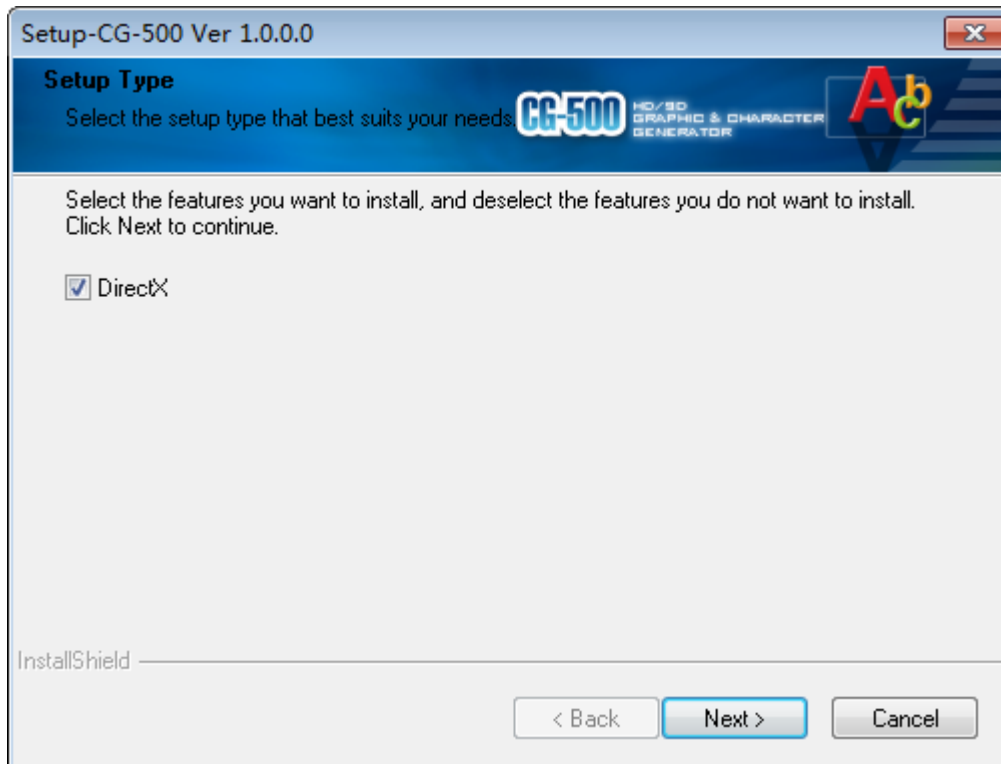 Setup-CG-500 Ver 1.0.0.0
Setup Type
Select the setup type that best suits your needs.
CG-500
HD/SD
GRAPHIC & CHARACTER
GENERATOR
Acb
Select the features you want to install, and deselect the features you do not want to install.
Click Next to continue.
DirectX
InstallShield
< Back
Next >
Cancel